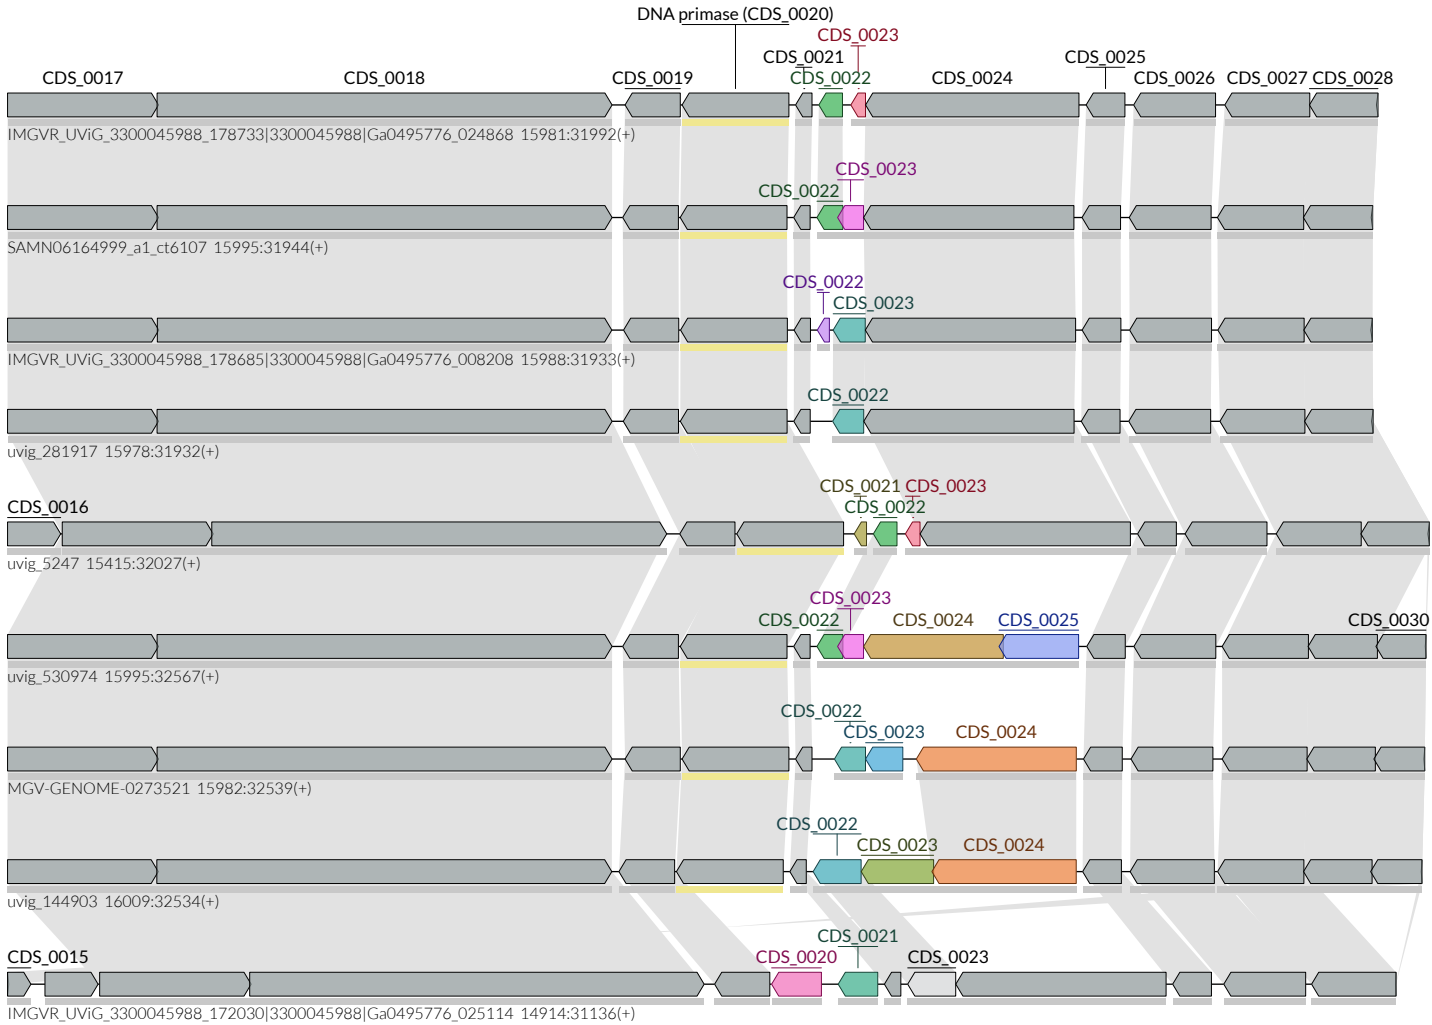 DNA primase (CDS_0020)
CDS_0023
CDS_0021
CDS_0025
CDS_0017 CDS_0018 CDS_0019 CDS_0022 CDS_0024 CDS_0026 CDS_0027 CDS_0028
IMGVR_UViG_3300045988_178733|3300045988|Ga0495776_024868 15981:31992(+)
CDS_0023
CDS_0022
SAMN06164999_a1_ct6107 15995:31944(+)
CDS_0022
CDS_0023
IMGVR_UViG_3300045988_178685|3300045988|Ga0495776_008208 15988:31933(+)
CDS_0022
uvig_281917 15978:31932(+)
CDS_0021 CDS_0023
CDS_0016 CDS_0022
uvig_5247 15415:32027(+)
CDS_0023
CDS_0022 CDS_0024 CDS_0025 CDS_0030
uvig_530974 15995:32567(+)
CDS_0022
CDS_0023 CDS_0024
MGV-GENOME-0273521 15982:32539(+)
CDS_0022
CDS_0023 CDS_0024
uvig_144903 16009:32534(+)
CDS_0021
CDS_0015 CDS_0020 CDS_0023
IMGVR_UViG_3300045988_172030|3300045988|Ga0495776_025114 14914:31136(+)